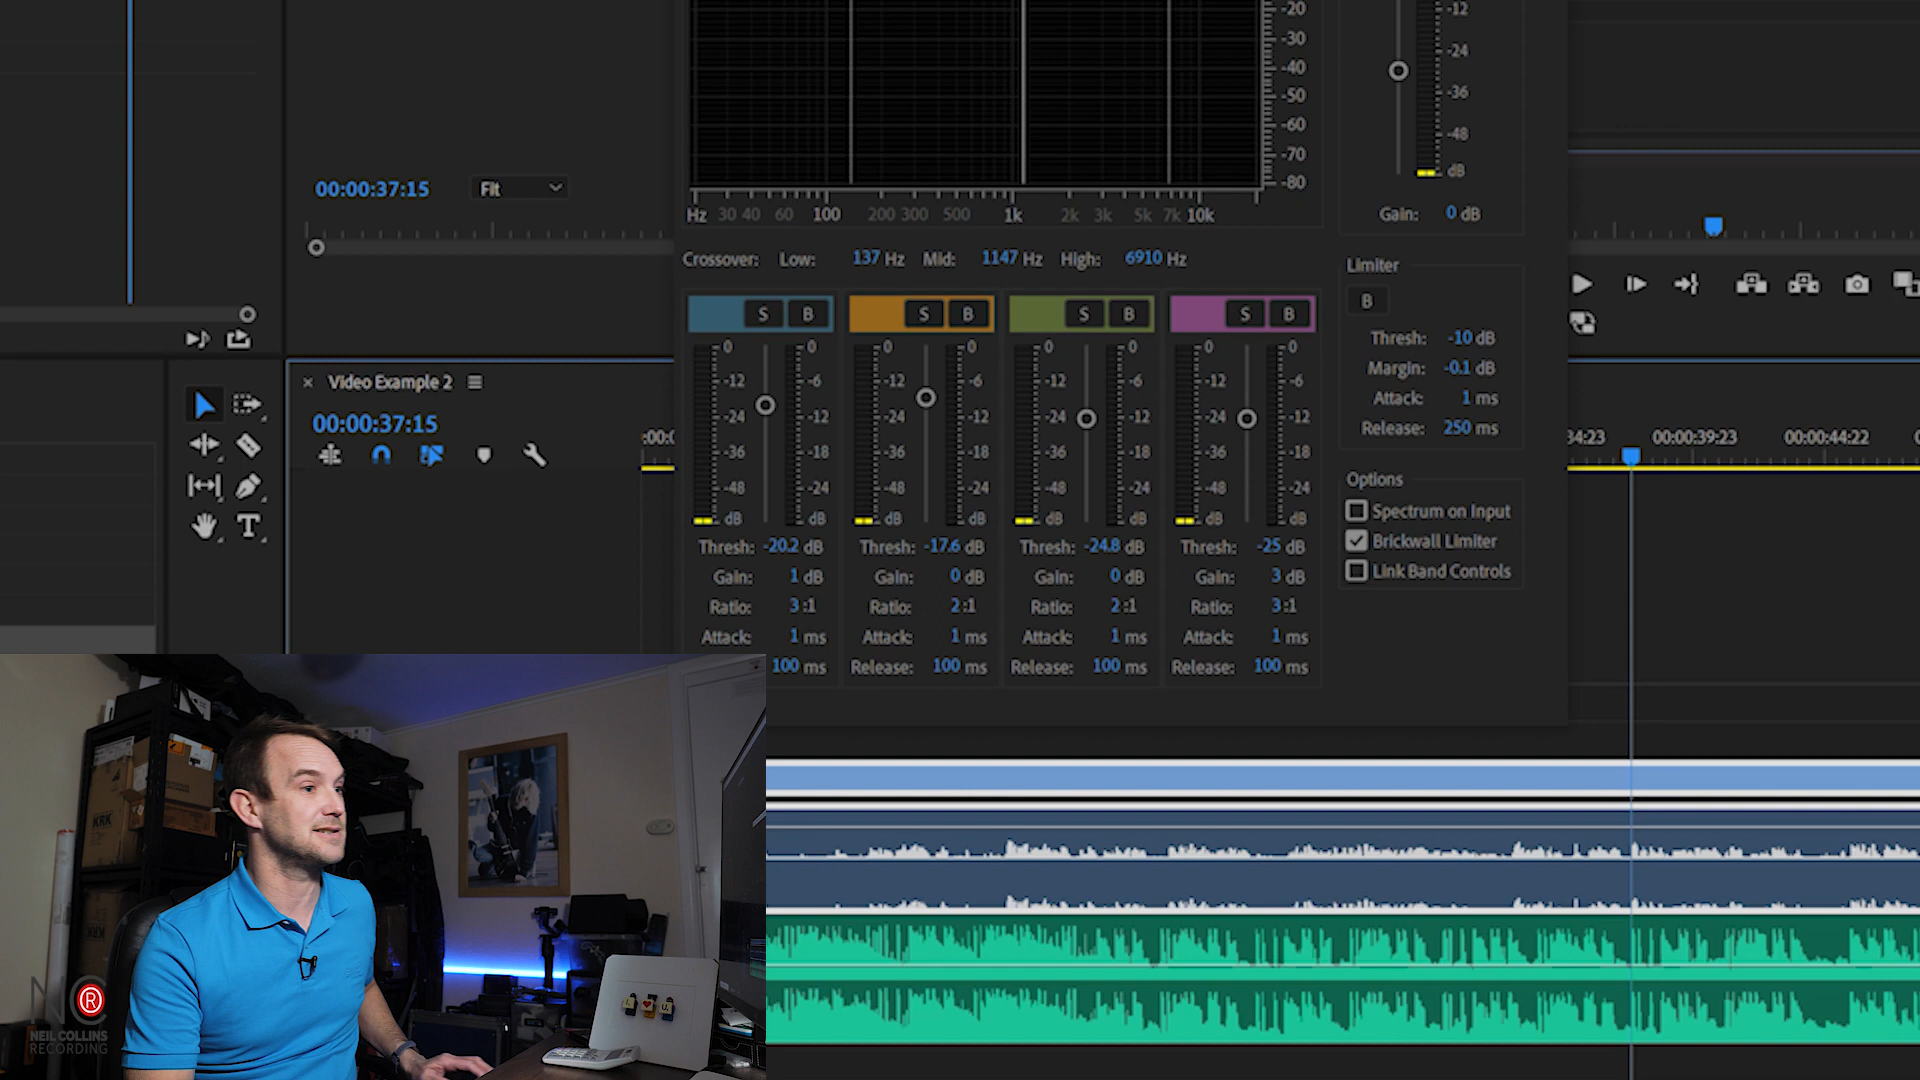 -20
-30
-40
-50
-60
-70
-80
Hz 30 40 60 100 200 300 500 1k 2k 3k 5k 7k 10k
-12
-24
-36
-48
dB
Gain: 0 dB
00:00:37:15 Fit
Crossover: Low: 137 Hz Mid: 1147 Hz High: 6910 Hz
S B S B S B S B
0 0 0 0 0 0 0 0
-12 -6 -12 -6 -12 -6 -12 -6
-24 -12 -24 -12 -24 -12 -24 -12
-36 -18 -36 -18 -36 -18 -36 -18
-48 -24 -48 -24 -48 -24 -48 -24
dB dB dB dB dB dB dB dB
Thresh: -20.2 dB Thresh: -17.6 dB Thresh: -24.8 dB Thresh: -25 dB
Gain: 1 dB Gain: 0 dB Gain: 0 dB Gain: 3 dB
Ratio: 3 :1 Ratio: 2 :1 Ratio: 2 :1 Ratio: 3 :1
Attack: 1 ms Attack: 1 ms Attack: 1 ms Attack: 1 ms
100 ms Release: 100 ms Release: 100 ms Release: 100 ms
Limiter
B
Thresh: -10 dB
Margin: -0.1 dB
Attack: 1 ms
Release: 250 ms
Options
Spectrum on Input
Brickwall Limiter
Link Band Controls
× Video Example 2
00:00:37:15
:00:0
34:23 00:00:39:23 00:00:44:22
T
KRK
NC R
NEIL COLLINS
RECORDING